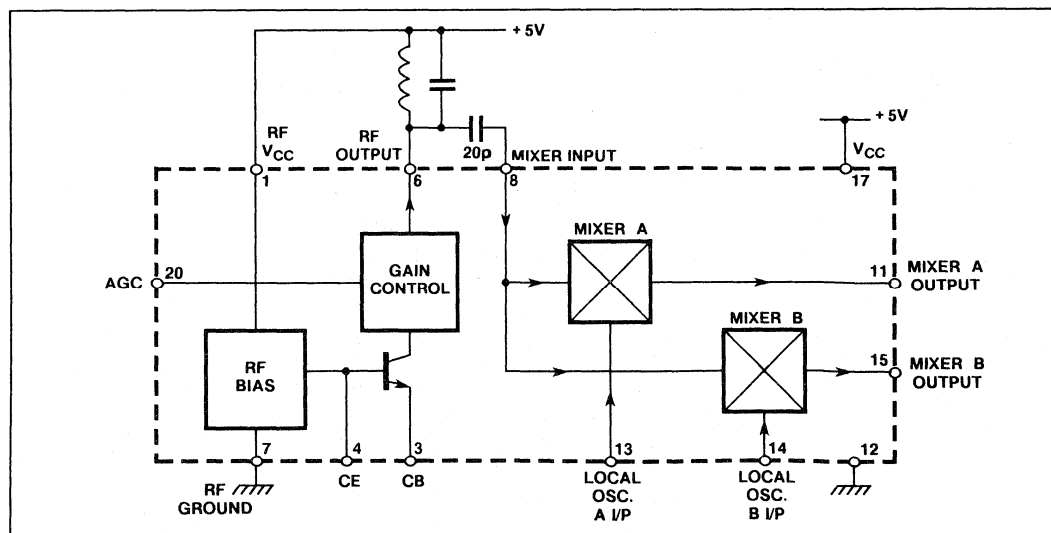 + 5V
RF
VCC
1
RF
OUTPUT
6
20p
MIXER INPUT
8
+ 5V
VCC
17
AGC
20
GAIN
CONTROL
MIXER A
11
MIXER A
OUTPUT
MIXER B
15
MIXER B
OUTPUT
RF
BIAS
7
RF
GROUND
4
CE
3
CB
13
LOCAL
OSC.
A I/P
14
LOCAL
OSC.
B I/P
12